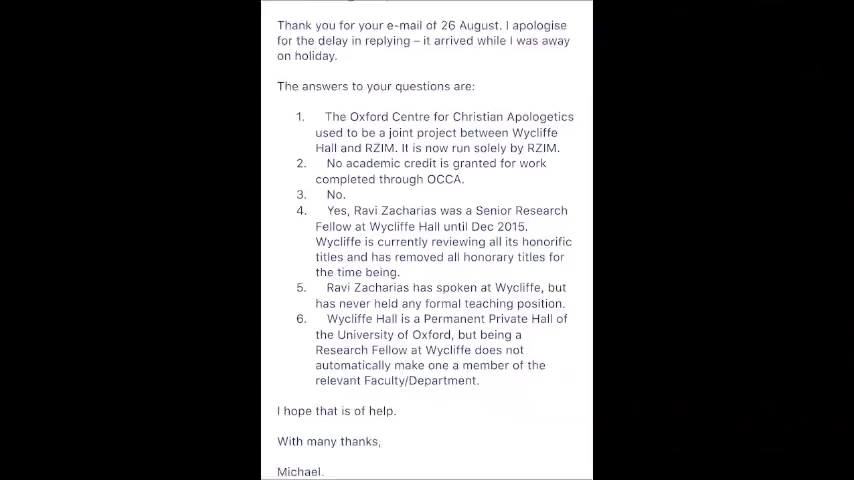 Thank you for your e-mail of 26 August. I apologise
for the delay in replying – it arrived while I was away
on holiday.
The answers to your questions are:
1. The Oxford Centre for Christian Apologetics
used to be a joint project between Wycliffe
Hall and RZIM. It is now run solely by RZIM.
2. No academic credit is granted for work
completed through OCCA.
3. No.
4. Yes, Ravi Zacharias was a Senior Research
Fellow at Wycliffe Hall until Dec 2015.
Wycliffe is currently reviewing all its honorific
titles and has removed all honorary titles for
the time being.
5. Ravi Zacharias has spoken at Wycliffe, but
has never held any formal teaching position.
6. Wycliffe Hall is a Permanent Private Hall of
the University of Oxford, but being a
Research Fellow at Wycliffe does not
automatically make one a member of the
relevant Faculty/Department.
I hope that is of help.
With many thanks,
Michael.